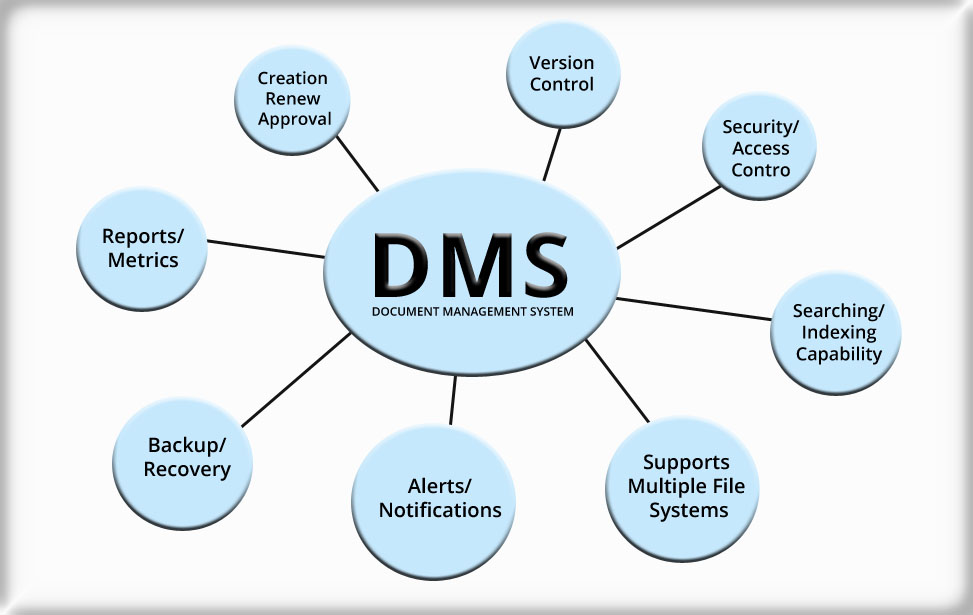 Creation
Renew
Approval
Version
Control
Security/
Access
Contro
Reports/
Metrics
DMS
DOCUMENT MANAGEMENT SYSTEM
Searching/
Indexing
Capability
Backup/
Recovery
Alerts/
Notifications
Supports
Multiple File
Systems